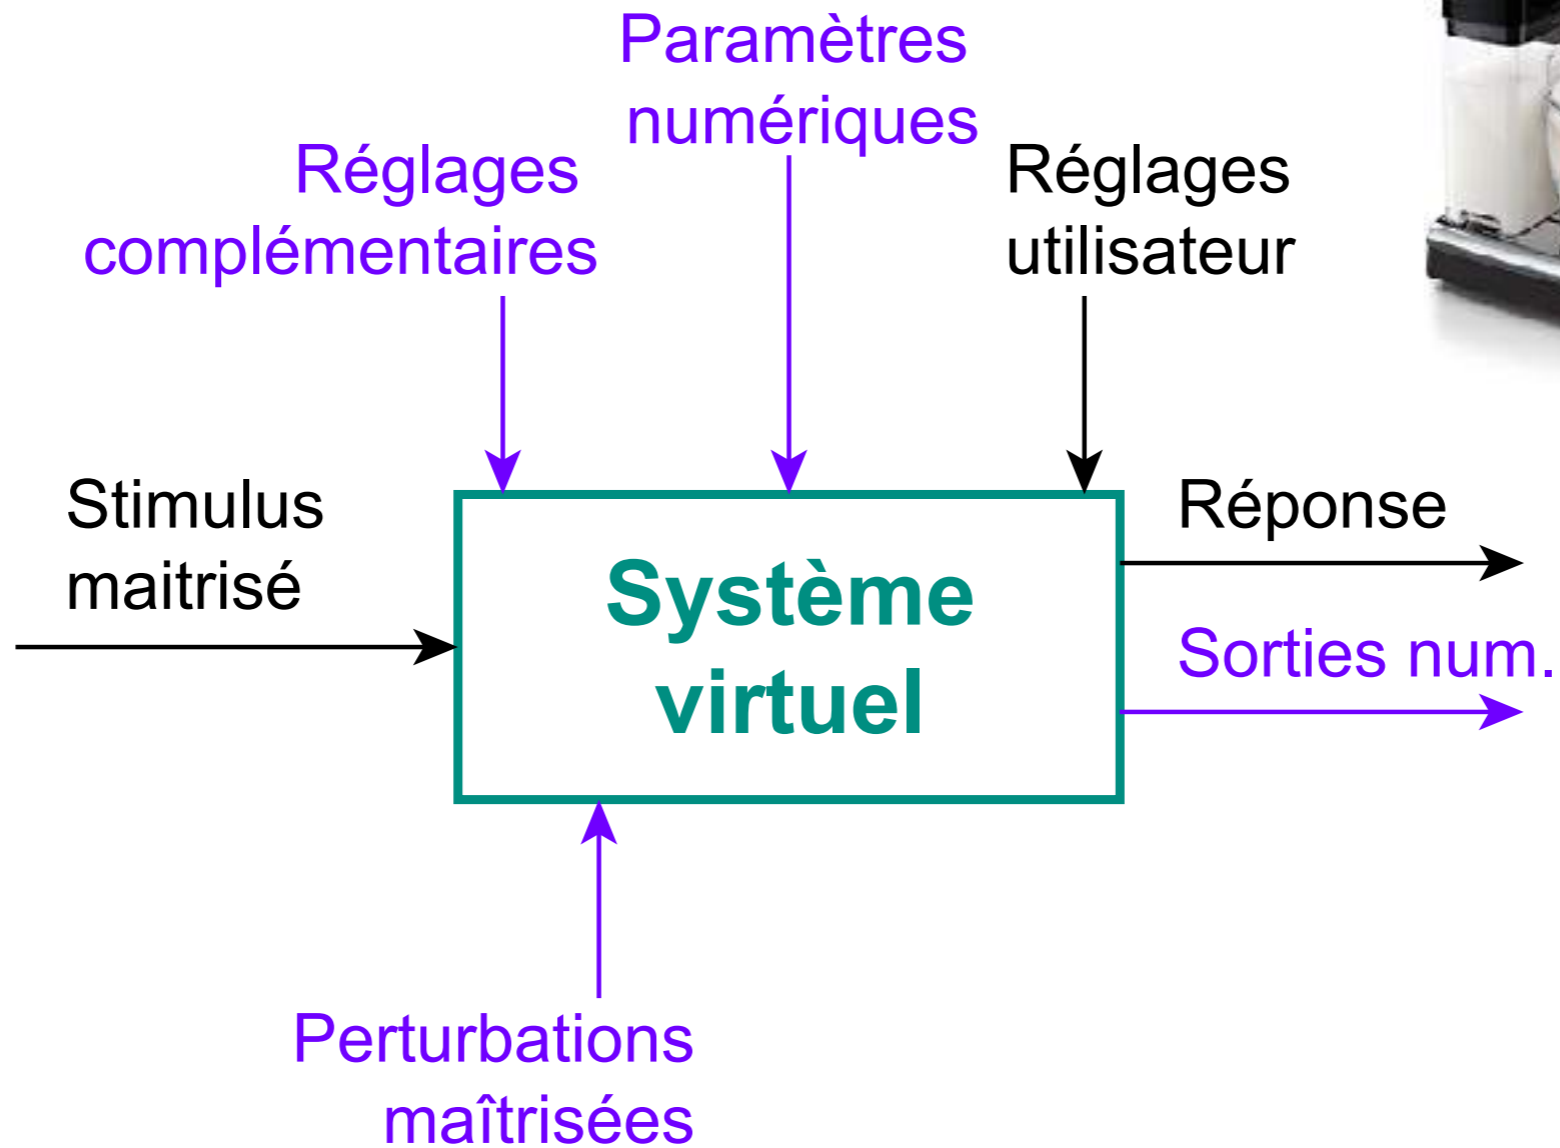 Paramètres
numériques
Réglages
complémentaires
Réglages
utilisateur
Stimulus
maitrisé
Système
virtuel
Réponse
Sorties num.
Perturbations
maîtrisées